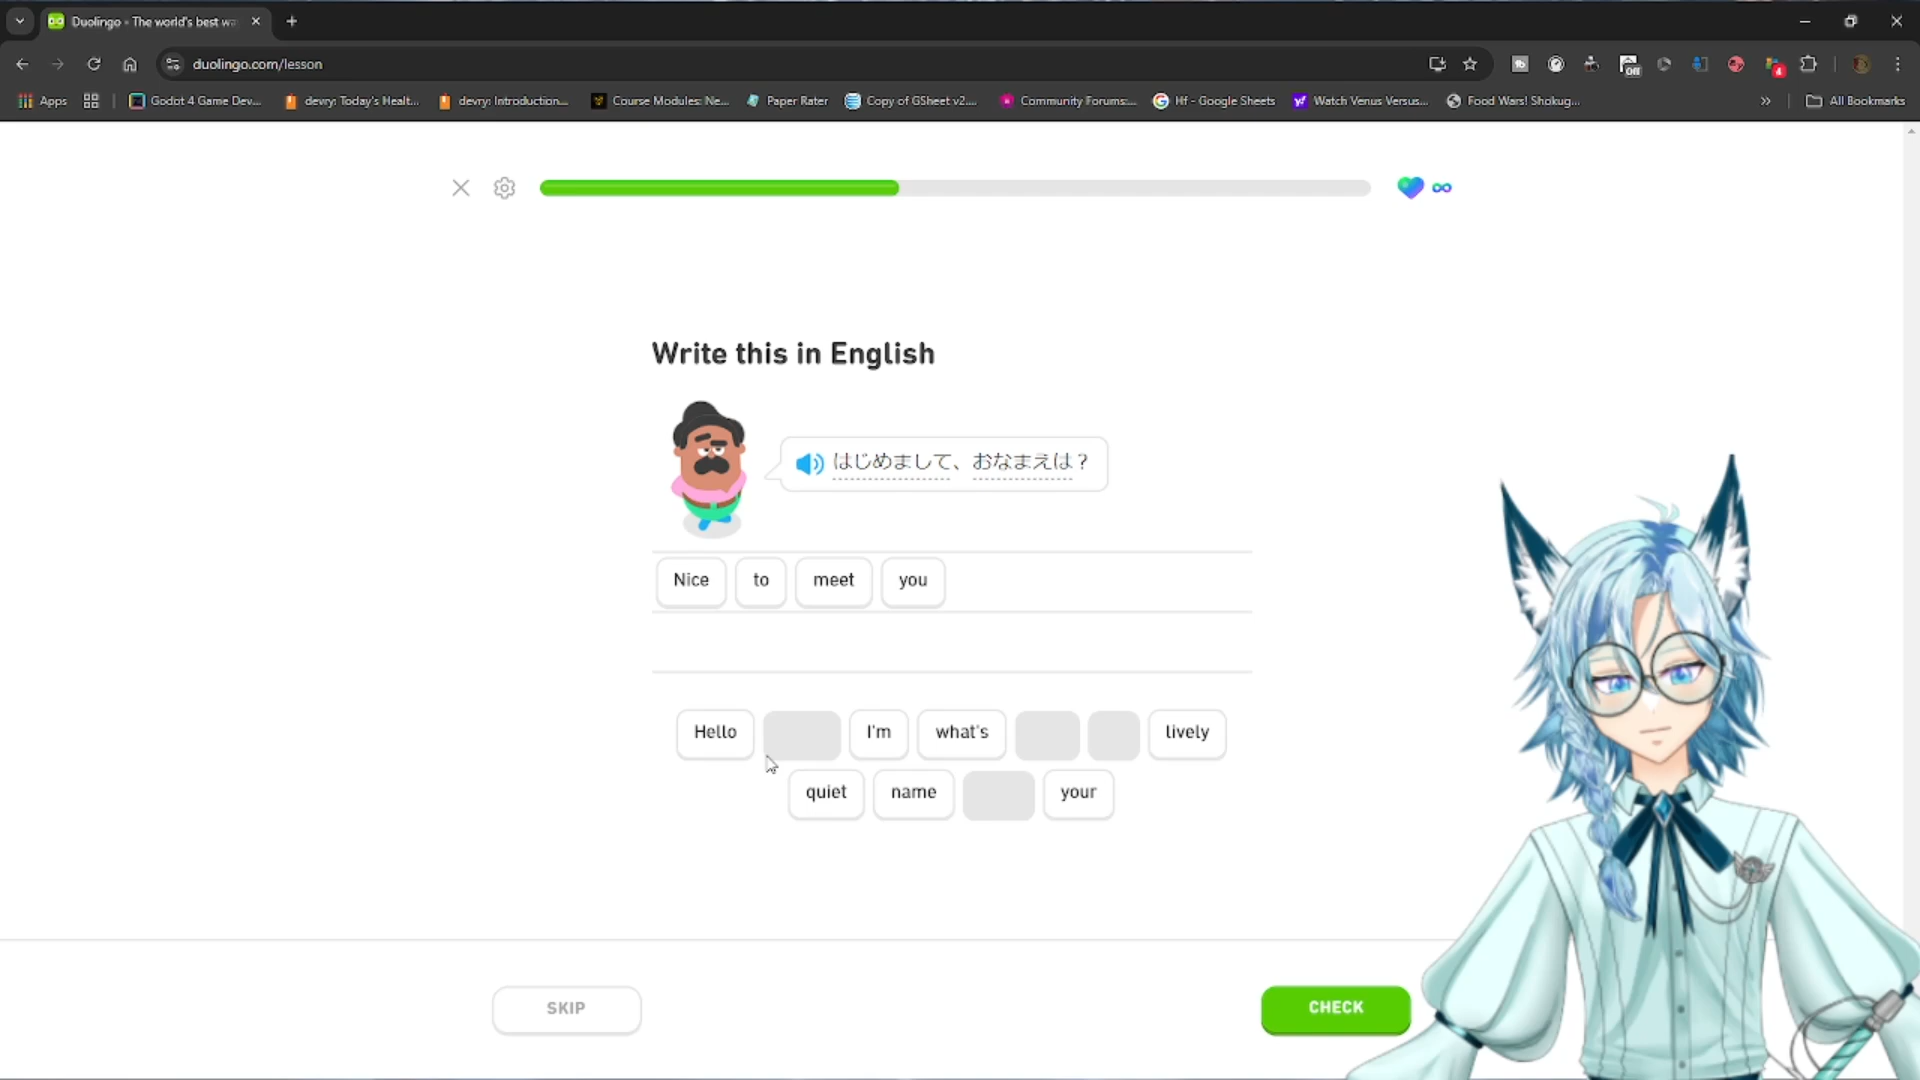 Duolingo - The world's best wa
duolingo.com/lesson
Off
4
Apps
Godot 4 Game Dev...
devry: Today's Healt...
devry: Introduction...
Course Modules: Ne...
Paper Rater
Copy of GSheet v2....
Community Forums:...
Hf - Google Sheets
Watch Venus Versus...
Food Wars! Shokug...
»
All Bookmarks
Write this in English
はじめまして、おなまえは？
Nice to meet you
Hello I'm what's lively
quiet name your
SKIP
CHECK